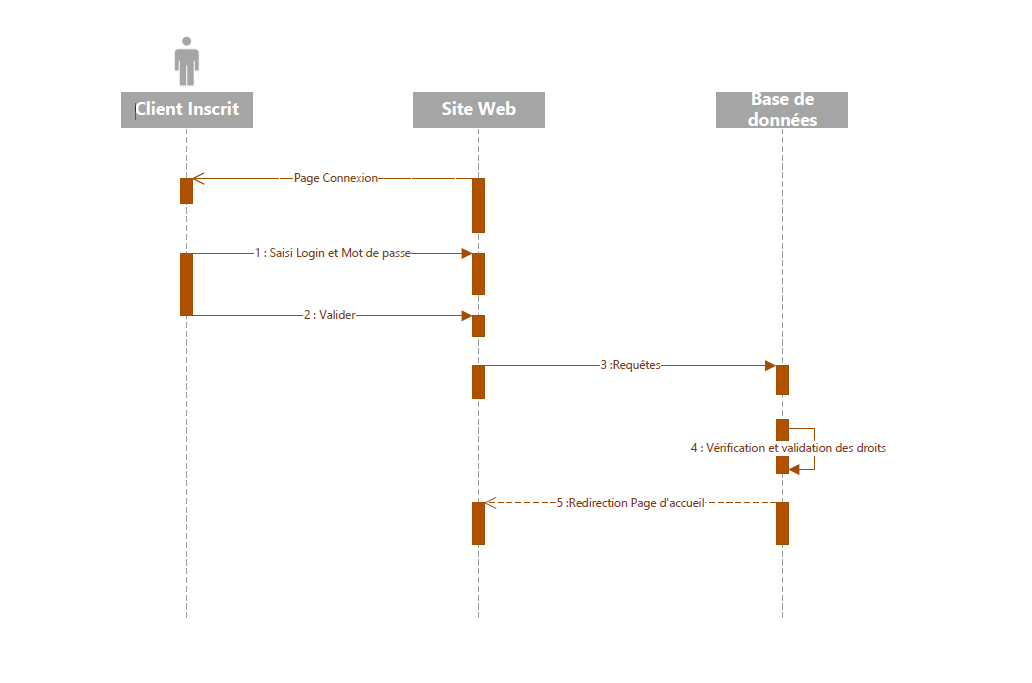 Client Inscrit
Site Web
Base de
données
Page Connexion
1 : Saisi Login et Mot de passe
2 : Valider
3 :Requêtes
4 : Vérification et validation des droits
5 :Redirection Page d'accueil